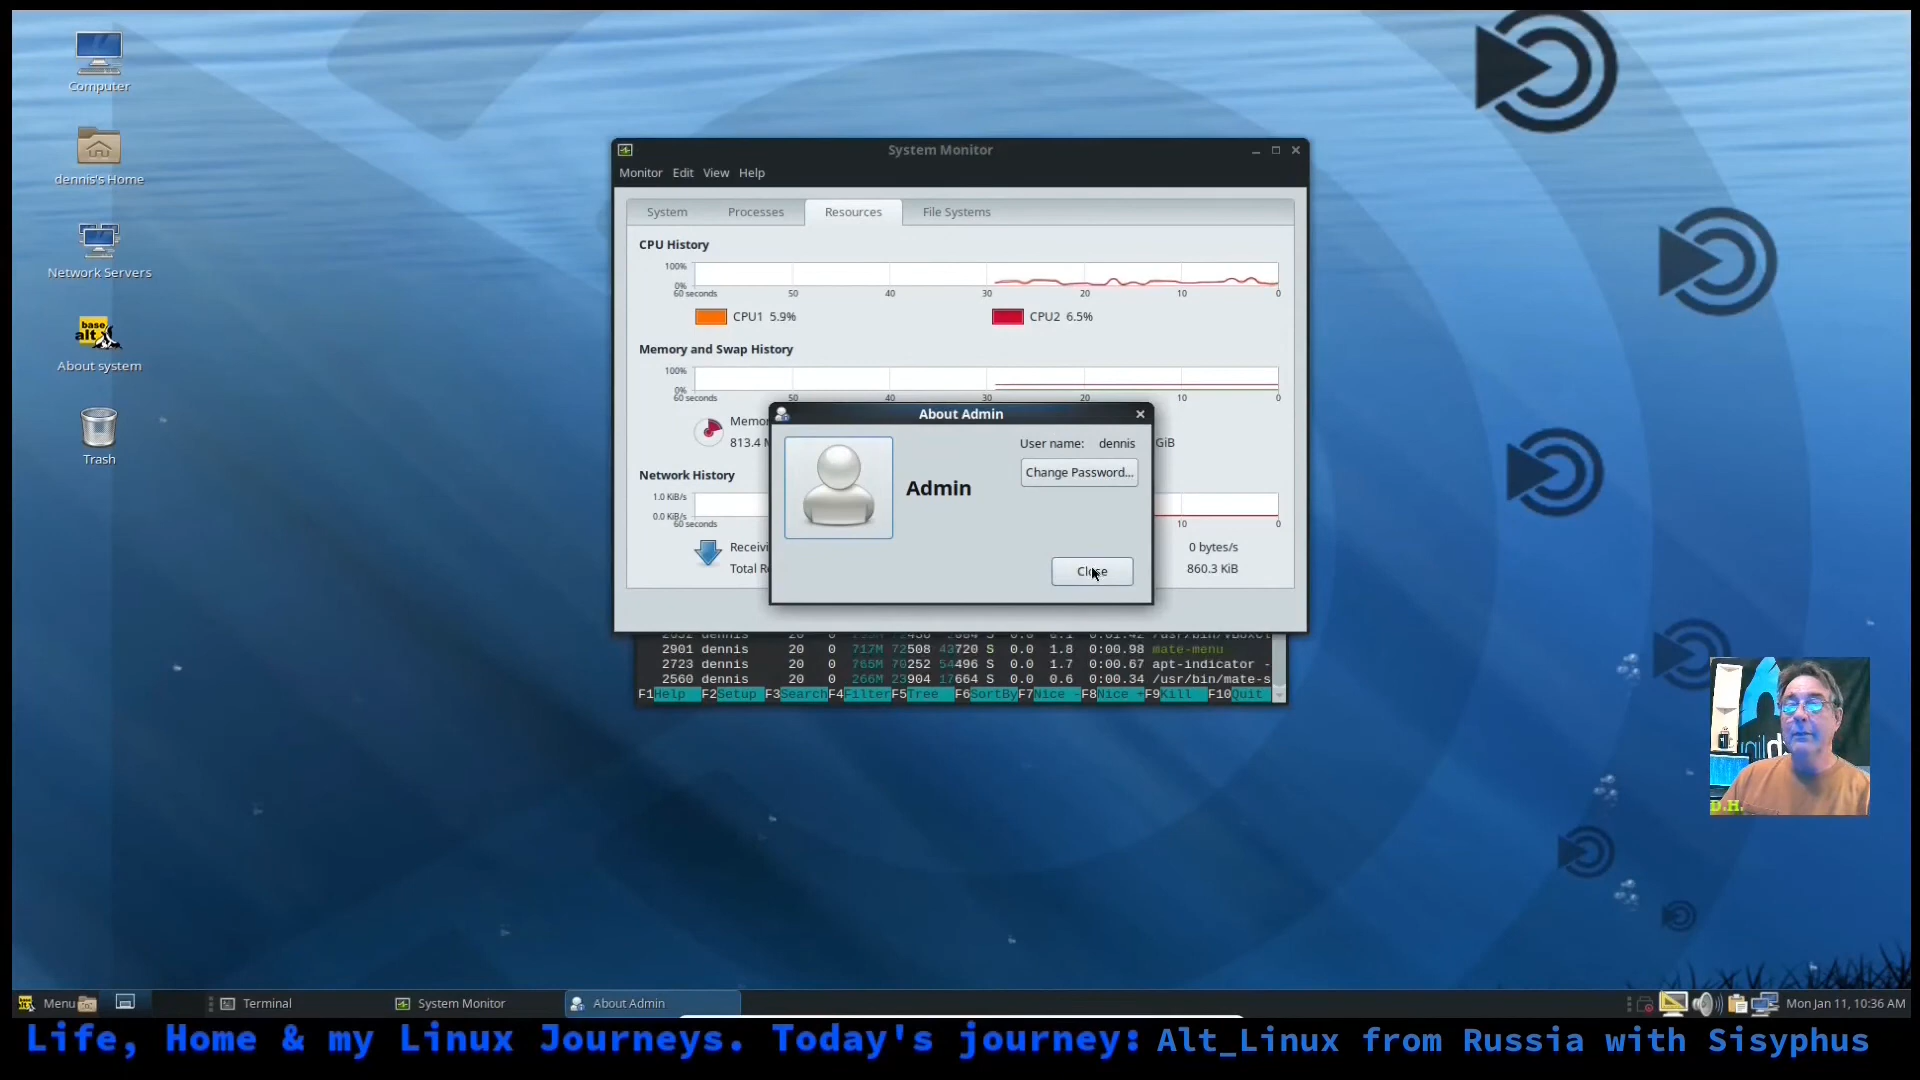 Computer
dennis's Home
Network Servers
base
alt
About system
Trash
System Monitor
Monitor Edit View Help
System Processes Resources File Systems
CPU History
100%
0%
60 seconds 50 40 30 20 10 0
CPU1 5.9% CPU2 6.5%
Memory and Swap History
100%
0%
60 seconds 50 40 30 20 10 0
Memo
813.4 M GiB
Network History
1.0 KiB/s
0.0 KiB/s
60 seconds 10 0
Receivi 0 bytes/s
Total Re 860.3 KiB
About Admin
User name: dennis
Change Password...
Admin
Close
2901 dennis 20 0 717M 72508 43720 S 0.0 1.8 0:00.98 mate-menu
2723 dennis 20 0 765M 70252 54496 S 0.0 1.7 0:00.67 apt-indicator -
2560 dennis 20 0 266M 23904 17664 S 0.0 0.6 0:00.34 /usr/bin/mate-s
F1Help F2Setup F3Search F4Filter F5Tree F6SortBy F7Nice - F8Nice + F9Kill F10Quit
D.H.
Menu Terminal System Monitor About Admin Mon Jan 11, 10:36 AM
Life, Home & my Linux Journeys. Today's journey: Alt_Linux from Russia with Sisyphus